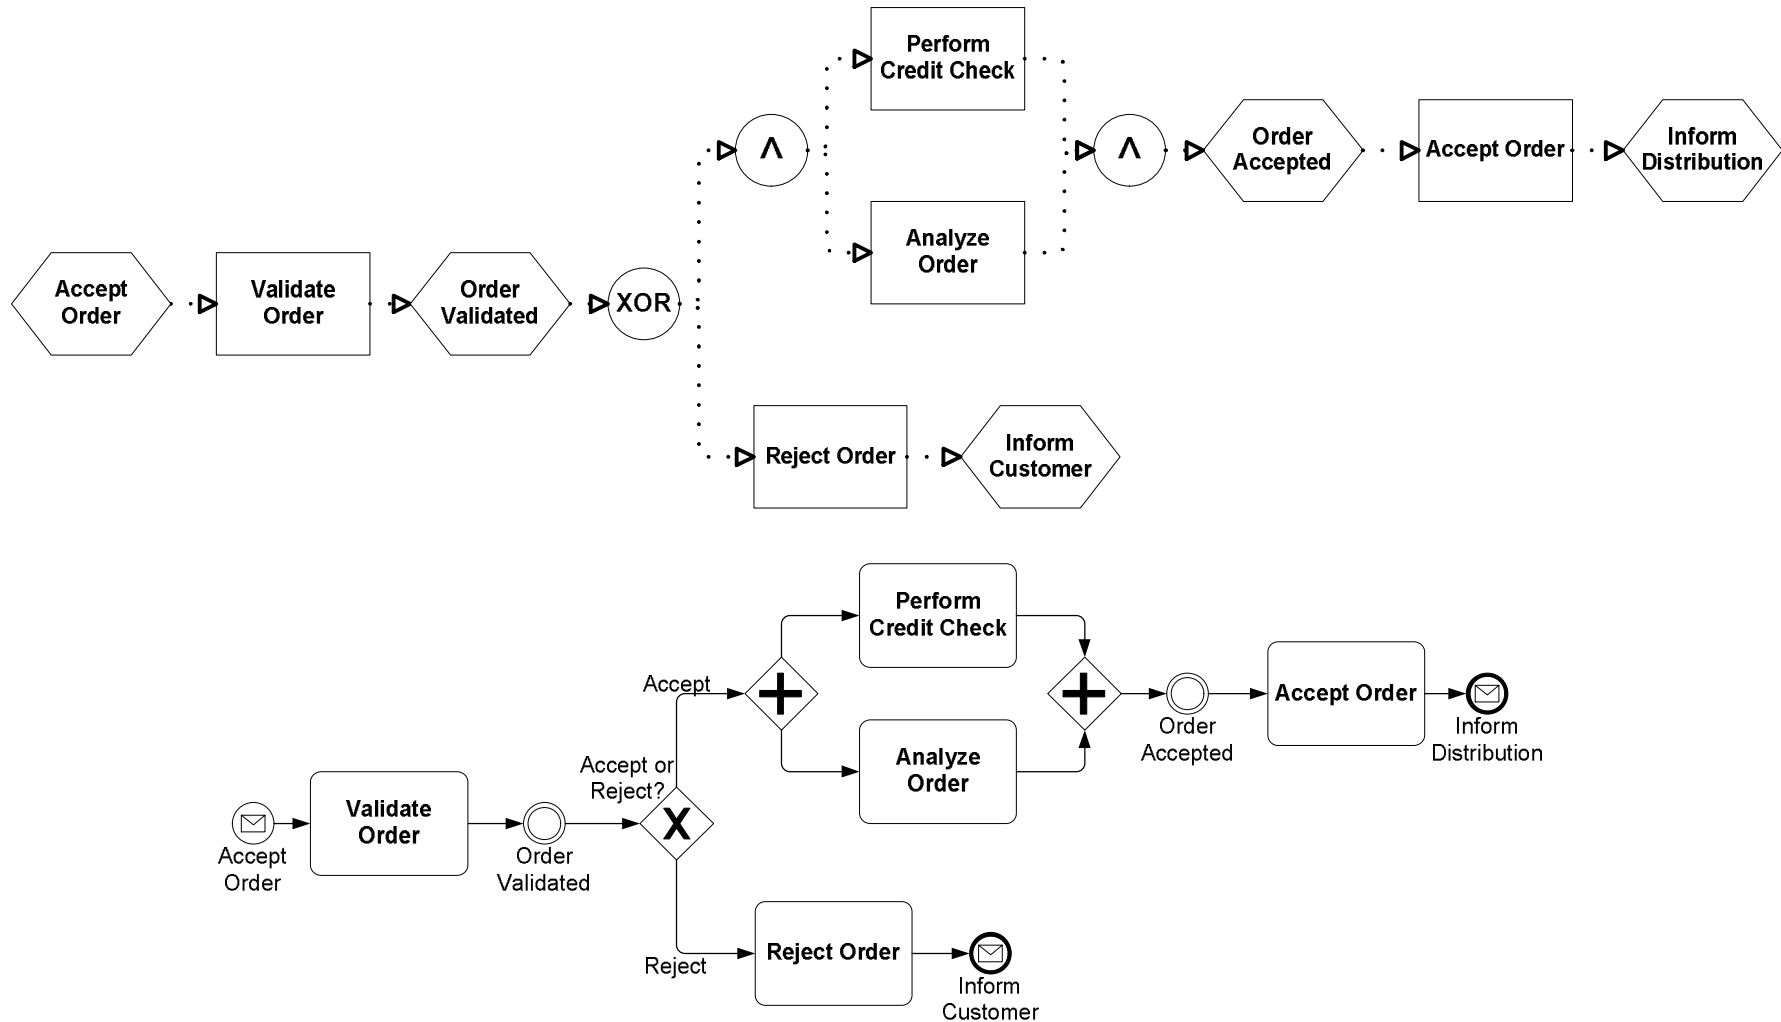 Perform
Credit Check
Order
Accepted
Accept Order
Inform
Distribution
^
^
Analyze
Order
Accept
Order
Validate
Order
Order
Validated
XOR
Reject Order
Inform
Customer
Perform
Credit Check
Accept
Accept Order
Order
Accepted
Inform
Distribution
Analyze
Order
Accept or
Reject?
Validate
Order
X
Accept
Order
Order
Validated
Reject Order
Reject
Inform
Customer